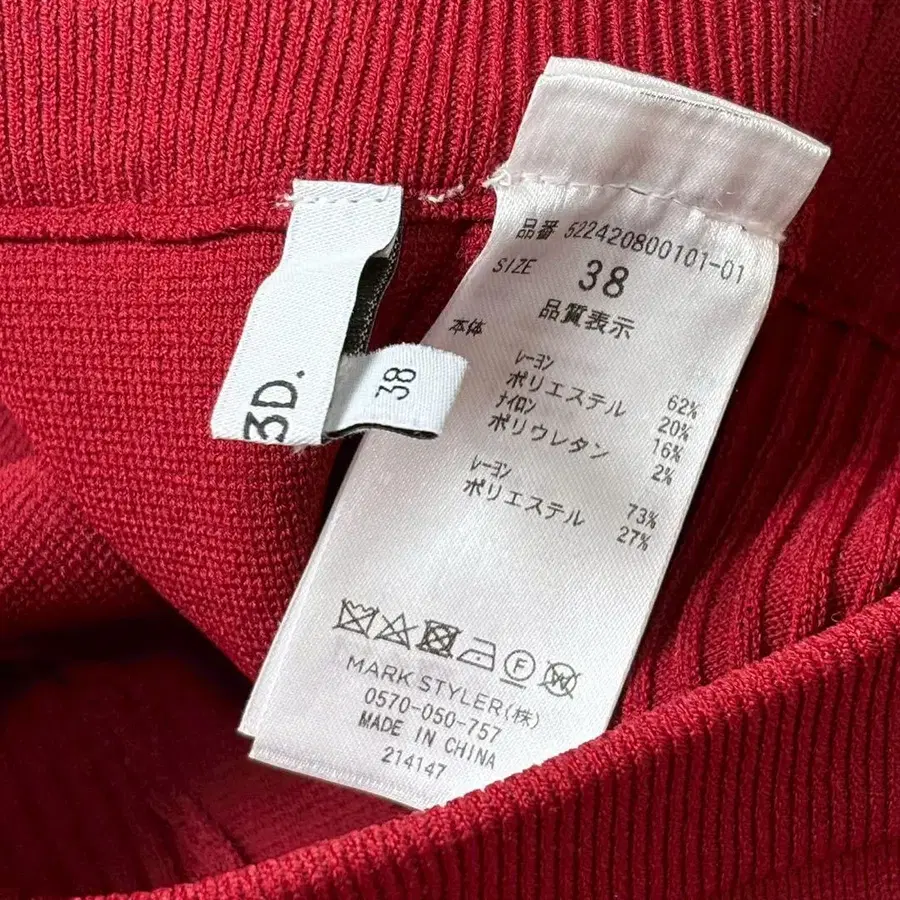 3D.
38
品番 522420800101-01
SIZE 38
品質表示
本体
レーヨン 62%
ポリエステル 20%
ナイロン 16%
ポリウレタン 2%
レーヨン 73%
ポリエステル 27%
F
W
MARK STYLER(株)
0570-050-757
MADE IN CHINA
214147